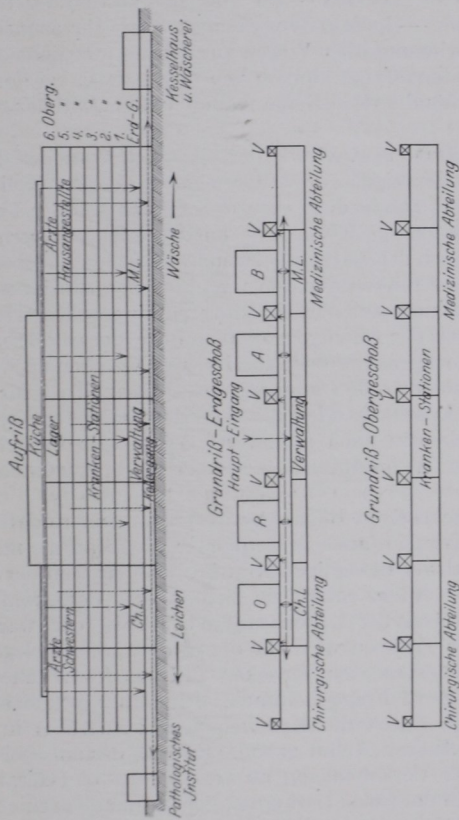 Aufriß
Küche
Lager
Ärzte
Schwestern
Ärzte
Hausangestellte
6. Oberg.
5. "
4. "
3. "
2. "
1. "
Erd-G.
Kranken-Stationen
Ch.L.
Verwaltung
M.L.
Pathologisches
Institut
Leichen
Wäsche
Kesselhaus
u. Wäscherei
Grundriß-Erdgeschoß
Haupt-Eingang
V
V
V
V
V
V
V
V
O
R
A
B
Ch.L.
Verwaltung
M.L.
Chirurgische Abteilung
Medizinische Abteilung
Grundriß-Obergeschoß
V
V
V
V
V
V
V
V
Kranken-Stationen
Chirurgische Abteilung
Medizinische Abteilung